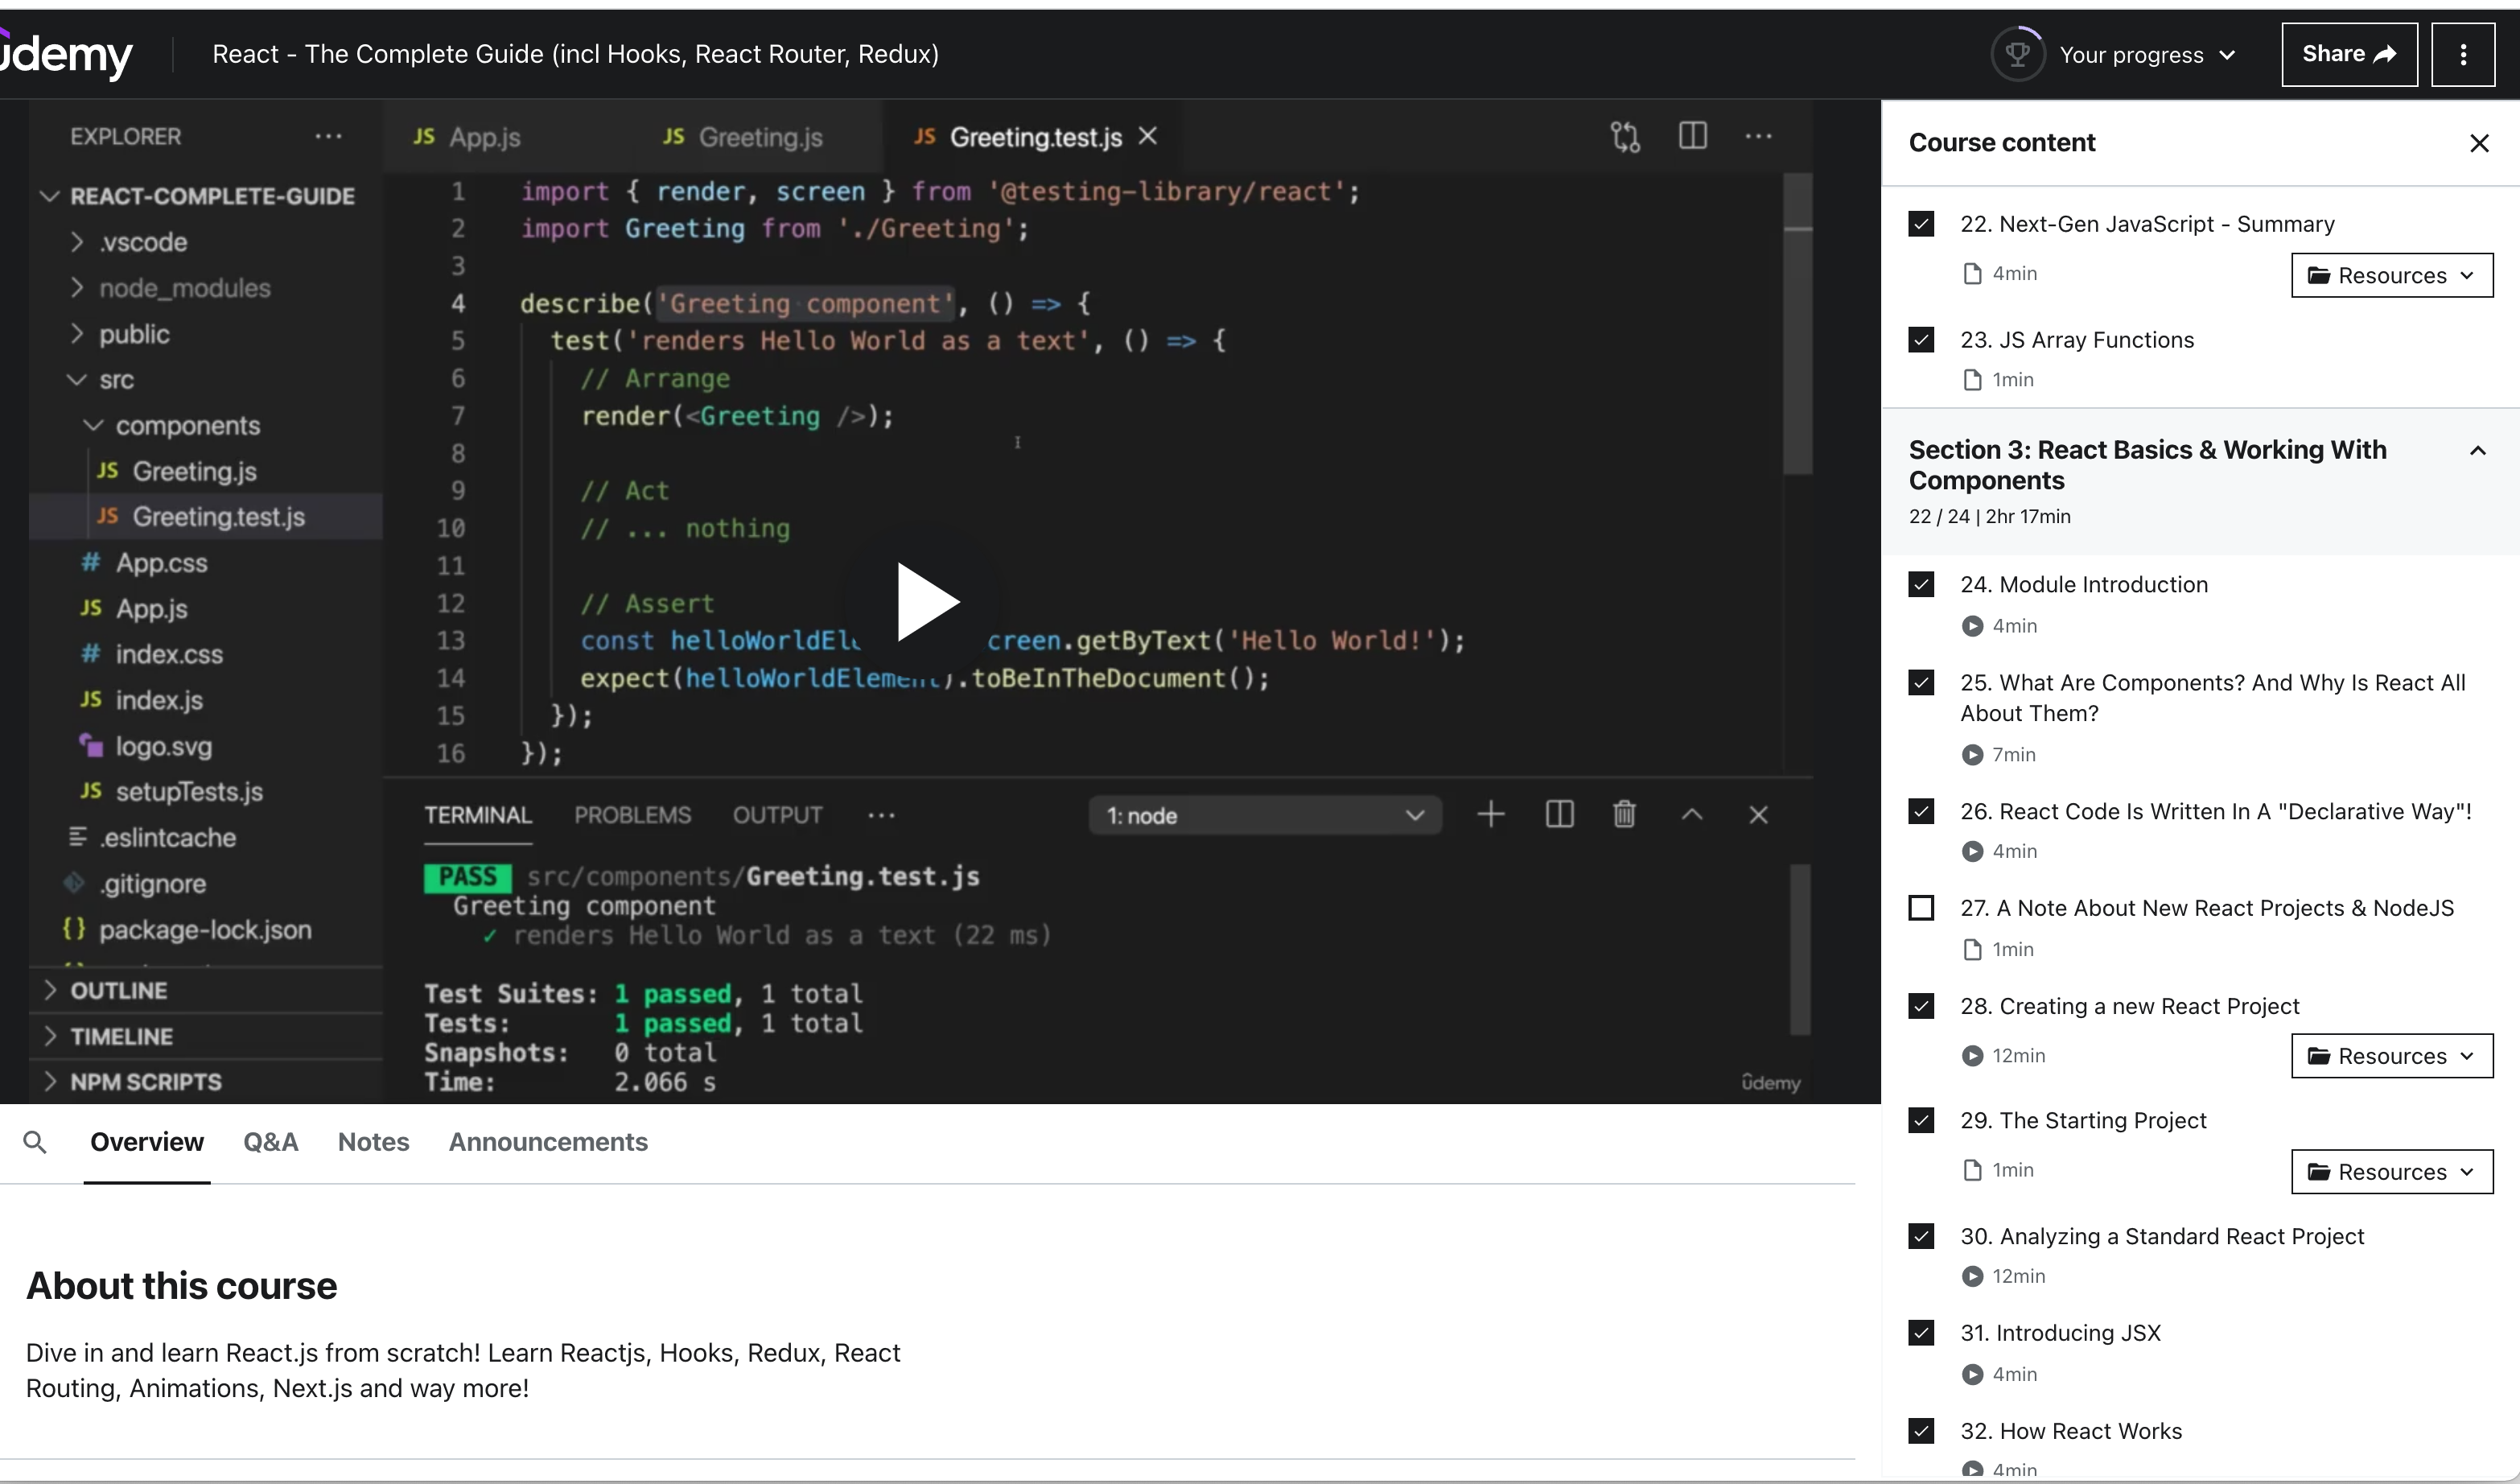 ûdemy
React - The Complete Guide (incl Hooks, React Router, Redux)
Your progress
Share
EXPLORER
REACT-COMPLETE-GUIDE
.vscode
node_modules
public
src
components
JS Greeting.js
JS Greeting.test.js
# App.css
JS App.js
# index.css
JS index.js
logo.svg
JS setupTests.js
.eslintcache
.gitignore
{} package-lock.json
OUTLINE
TIMELINE
NPM SCRIPTS
JS App.js
JS Greeting.js
JS Greeting.test.js
1 import { render, screen } from '@testing-library/react';
2 import Greeting from './Greeting';
3
4 describe('Greeting component', () => {
5 test('renders Hello World as a text', () => {
6 // Arrange
7 render(<Greeting />);
8
9 // Act
10 // ... nothing
11
12 // Assert
13 const helloWorldEl creen.getByText('Hello World!');
14 expect(helloWorldElement).toBeInTheDocument();
15 });
16 });
TERMINAL PROBLEMS OUTPUT ...
1: node
PASS src/components/Greeting.test.js
Greeting component
✓ renders Hello World as a text (22 ms)
Test Suites: 1 passed, 1 total
Tests: 1 passed, 1 total
Snapshots: 0 total
Time: 2.066 s
ûdemy
Overview
Q&A
Notes
Announcements
About this course
Dive in and learn React.js from scratch! Learn Reactjs, Hooks, Redux, React
Routing, Animations, Next.js and way more!
Course content
22. Next-Gen JavaScript - Summary
4min
Resources
23. JS Array Functions
1min
Section 3: React Basics & Working With
Components
22 / 24 | 2hr 17min
24. Module Introduction
4min
25. What Are Components? And Why Is React All
About Them?
7min
26. React Code Is Written In A "Declarative Way"!
4min
27. A Note About New React Projects & NodeJS
1min
28. Creating a new React Project
12min
Resources
29. The Starting Project
1min
Resources
30. Analyzing a Standard React Project
12min
31. Introducing JSX
4min
32. How React Works
4min